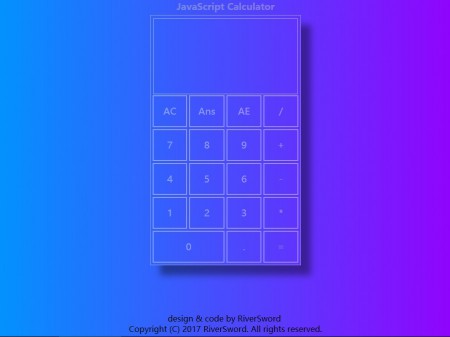 JavaScript Calculator
AC Ans AE /
7 8 9 +
4 5 6 -
1 2 3 *
0 . =
design & code by RiverSword
Copyright (C) 2017 RiverSword. All rights reserved.